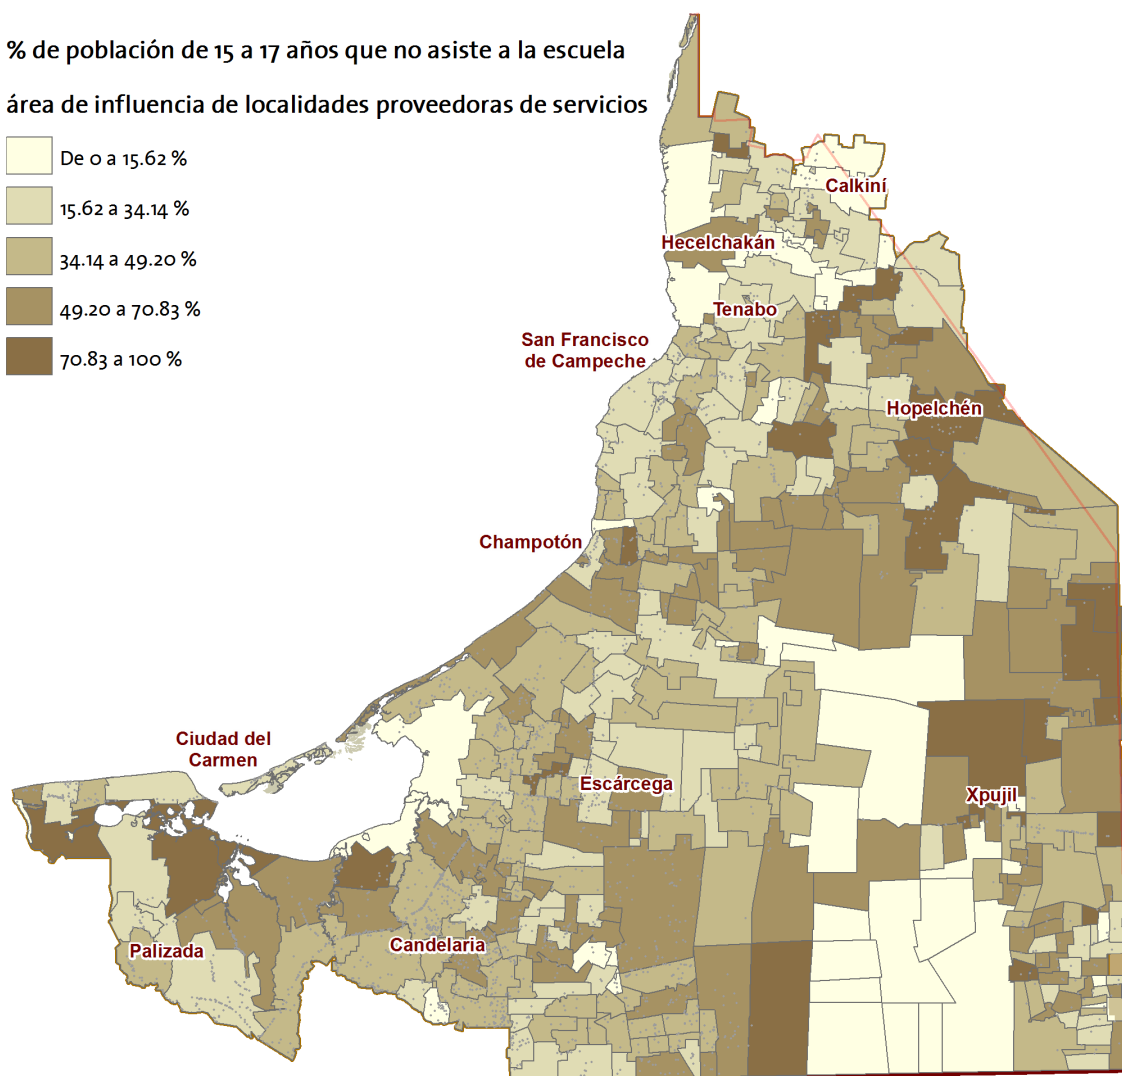 % de población de 15 a 17 años que no asiste a la escuela
área de influencia de localidades proveedoras de servicios
De 0 a 15.62 %
15.62 a 34.14 %
34.14 a 49.20 %
49.20 a 70.83 %
70.83 a 100 %
Calkiní
Hecelchakán
Tenabo
San Francisco
de Campeche
Hopelchén
Champotón
Ciudad del
Carmen
Escárcega
Xpujil
Palizada
Candelaria